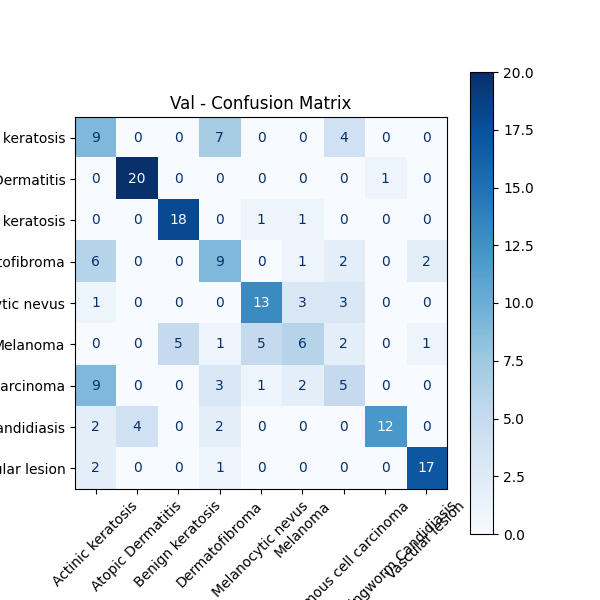 Val - Confusion Matrix
keratosis 9 0 0 7 0 0 4 0 0
Dermatitis 0 20 0 0 0 0 0 1 0
keratosis 0 0 18 0 1 1 0 0 0
tofibroma 6 0 0 9 0 1 2 0 2
ytic nevus 1 0 0 0 13 3 3 0 0
Melanoma 0 0 5 1 5 6 2 0 1
arcinoma 9 0 0 3 1 2 5 0 0
andidiasis 2 4 0 2 0 0 0 12 0
ular lesion 2 0 0 1 0 0 0 0 17
Actinic keratosis
Atopic Dermatitis
Benign keratosis
Dermatofibroma
Melanocytic nevus
Melanoma
mous cell carcinoma
ingworm Candidiasis
Vascular lesion
20.0
17.5
15.0
12.5
10.0
7.5
5.0
2.5
0.0